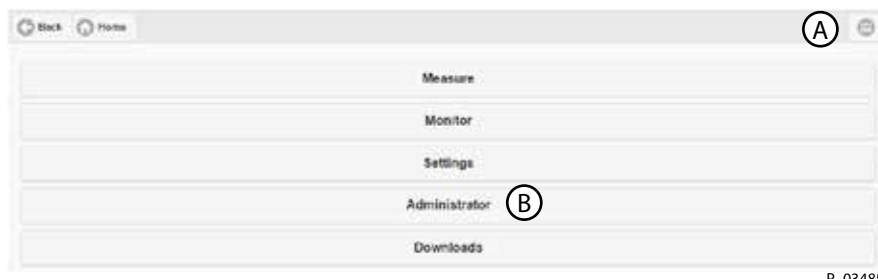 Back Home A
Measure
Monitor
Settings
Administrator B
Downloads